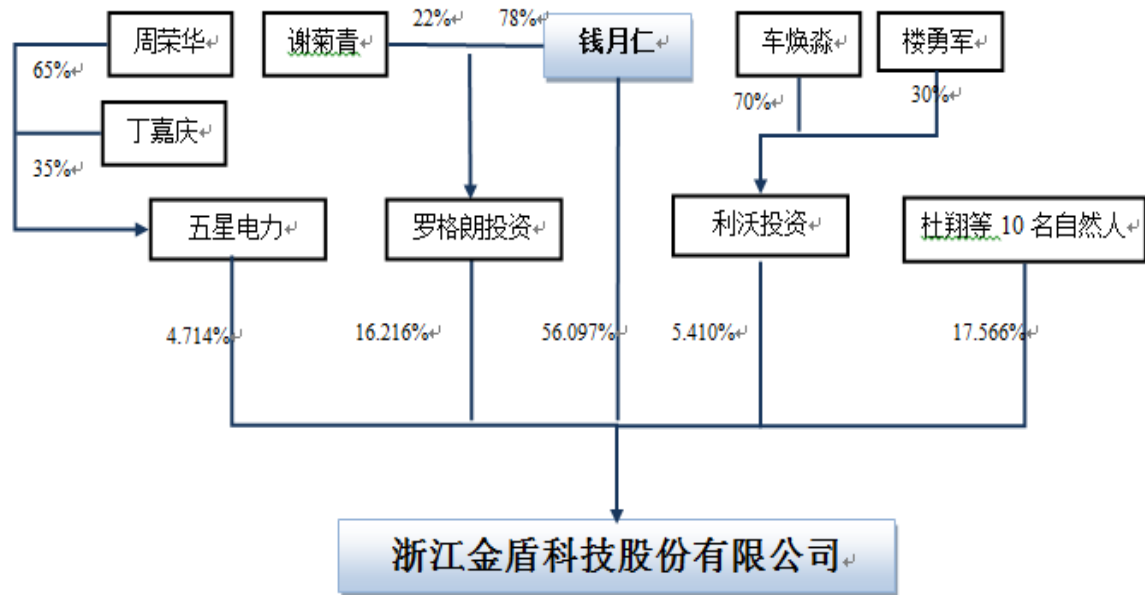 周荣华
谢菊青
22%
78%
钱月仁
车焕淼
楼勇军
65%
70%
30%
丁嘉庆
35%
五星电力
罗格朗投资
利沃投资
杜翔等 10 名自然人
4.714%
16.216%
56.097%
5.410%
17.566%
浙江金盾科技股份有限公司